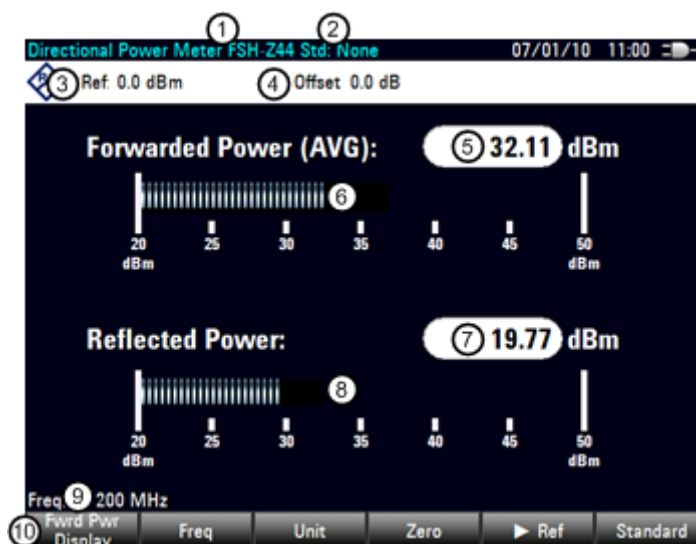 1 2
Directional Power Meter FSH-Z44 Std: None 07/01/10 11:00
3 Ref: 0.0 dBm 4 Offset 0.0 dB
Forwarded Power (AVG): 5 32.11 dBm
6
20 25 30 35 40 45 50
dBm dBm
Reflected Power: 7 19.77 dBm
8
20 25 30 35 40 45 50
dBm dBm
Freq: 9 200 MHz
10 Fwrd Pwr
Display Freq Unit Zero ▶ Ref Standard